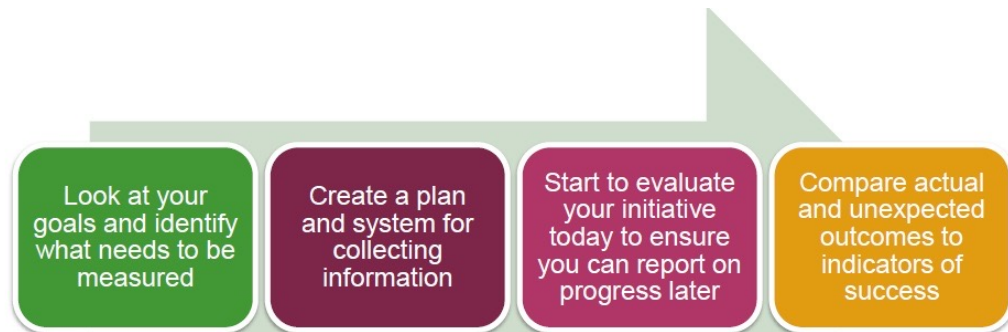 Look at your
goals and identify
what needs to be
measured
Create a plan
and system for
collecting
information
Start to evaluate
your initiative
today to ensure
you can report on
progress later
Compare actual
and unexpected
outcomes to
indicators of
success